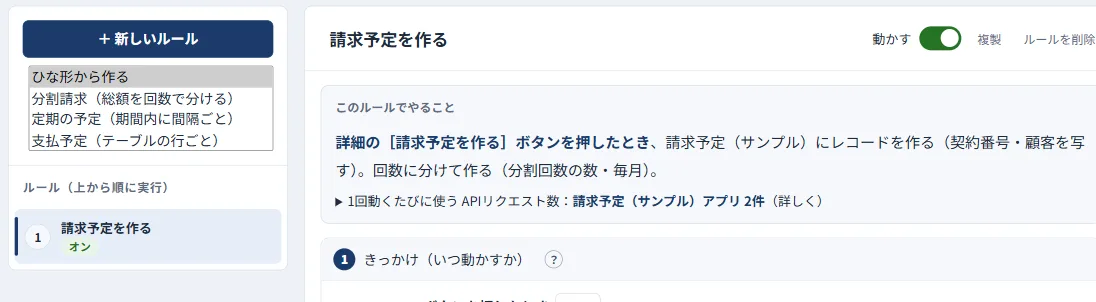 ＋ 新しいルール
ひな形から作る
分割請求（総額を回数で分ける）
定期の予定（期間内に間隔ごと）
支払予定（テーブルの行ごと）
ルール（上から順に実行）
1
請求予定を作る
オン
請求予定を作る
動かす
複製
ルールを削除
このルールでやること
詳細の［請求予定を作る］ボタンを押したとき、請求予定（サンプル）にレコードを作る（契約番号・顧客を写
す）。回数に分けて作る（分割回数の数・毎月）。
▶ 1回動くたびに使う APIリクエスト数：請求予定（サンプル）アプリ 2件（詳しく）
1 きっかけ（いつ動かすか） ?